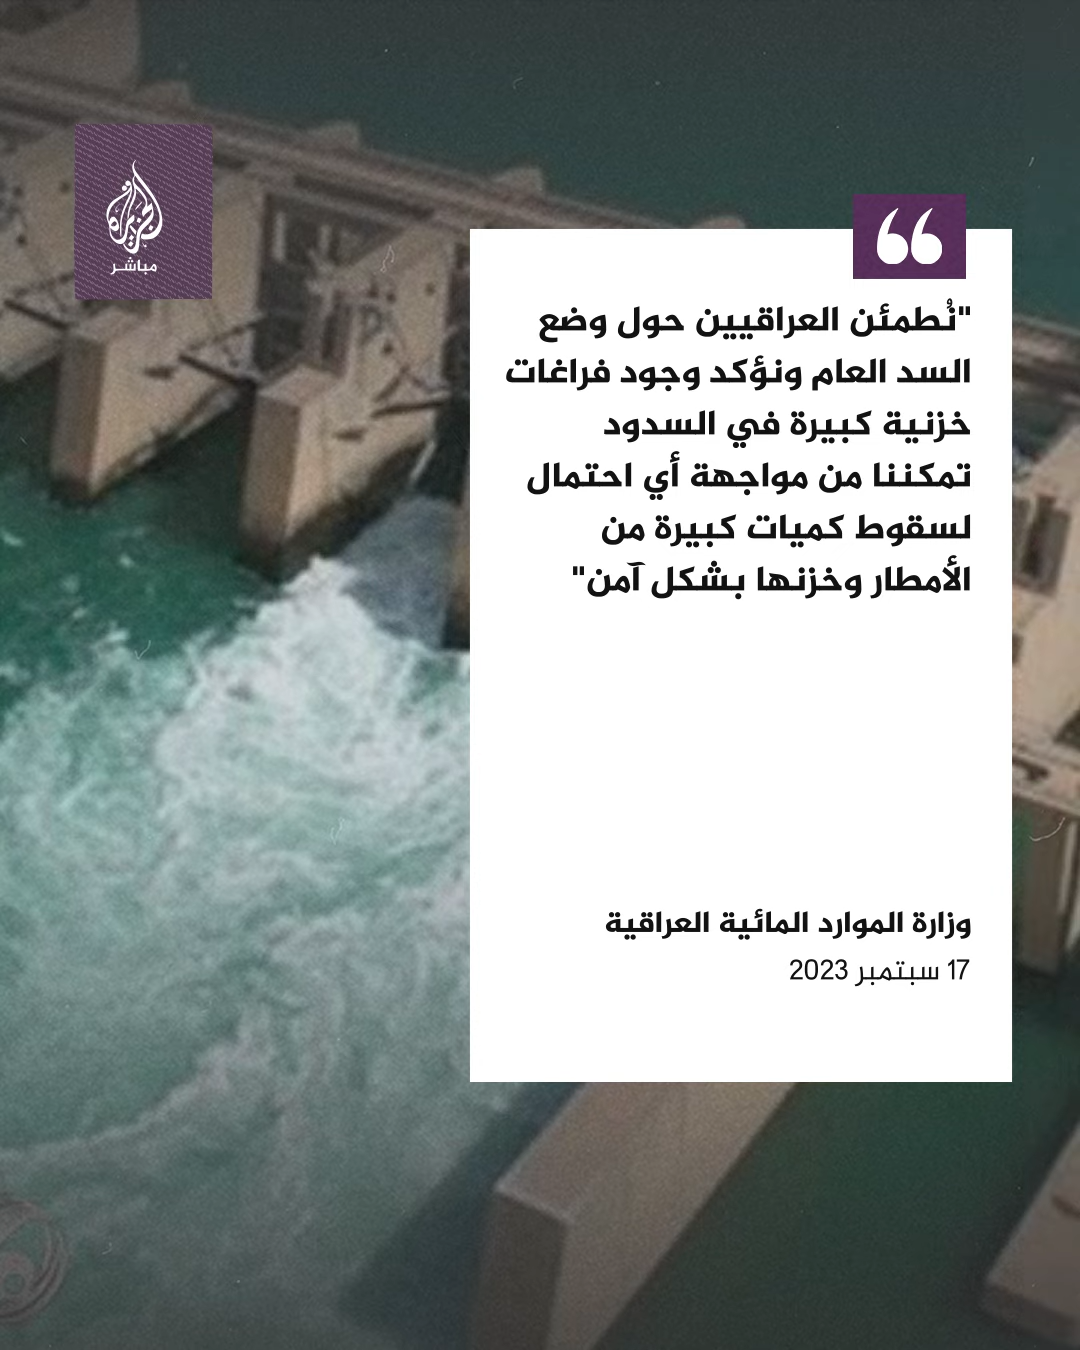 الجزيرة
مباشر
"نُطمئن العراقيين حول وضع
السد العام ونؤكد وجود فراغات
خزنية كبيرة في السدود
تمكننا من مواجهة أي احتمال
لسقوط كميات كبيرة من
الأمطار وخزنها بشكل آمن"
وزارة الموارد المائية العراقية
17 سبتمبر 2023